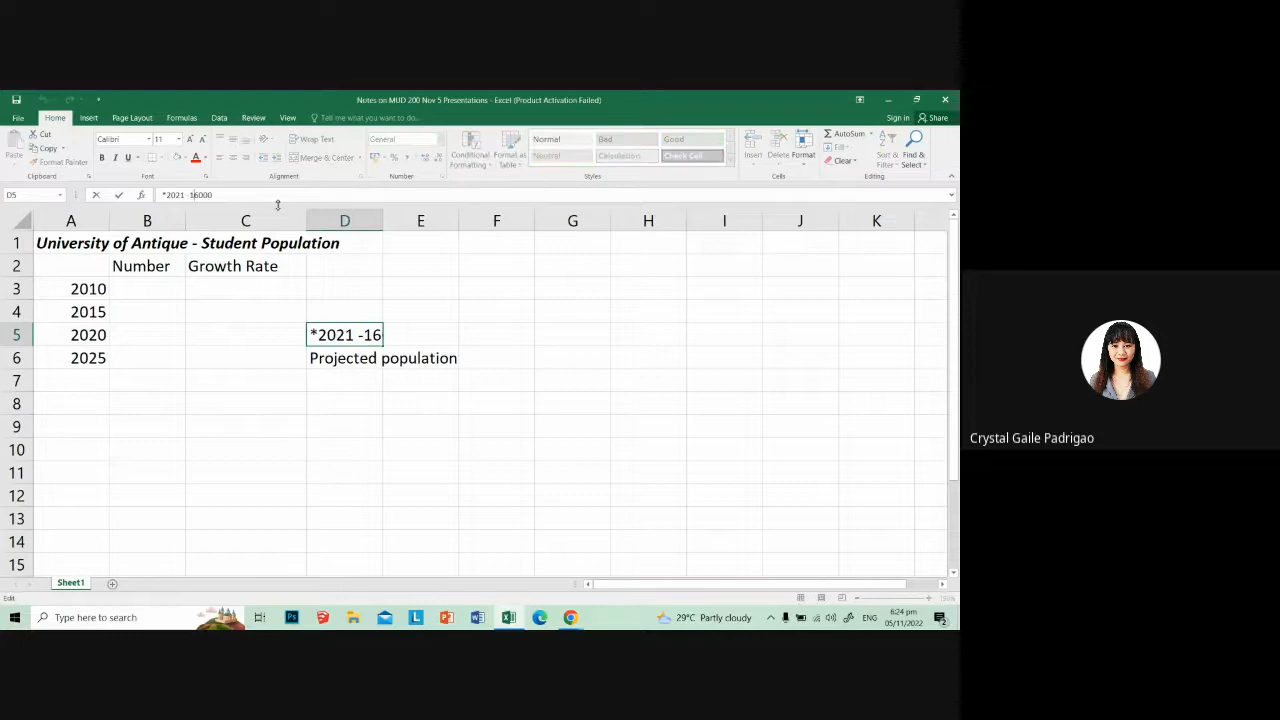 Notes on MUD 200 Nov 5 Presentations - Excel (Product Activation Failed)
File Home Insert Page Layout Formulas Data Review View Tell me what you want to do... Sign in Share
Cut
Copy
Format Painter
Paste
Clipboard
Calibri 11
B I U
Font
Wrap Text
Merge & Center
Alignment
General
Number
Conditional Formatting
Format as Table
Normal Bad Good
Neutral Calculation Check Cell
Styles
Insert Delete Format
Cells
AutoSum
Fill
Clear
Sort & Filter
Find & Select
Editing
D5 fx *2021 -16000
A B C D E F G H I J K
1 University of Antique - Student Population
2 Number Growth Rate
3 2010
4 2015
5 2020 *2021 -16
6 2025 Projected population
7
8
9
10
11
12
13
14
15
Sheet1
Edit
Type here to search
29°C Partly cloudy ENG 6:24 pm
05/11/2022 2
Crystal Gaile Padrigao